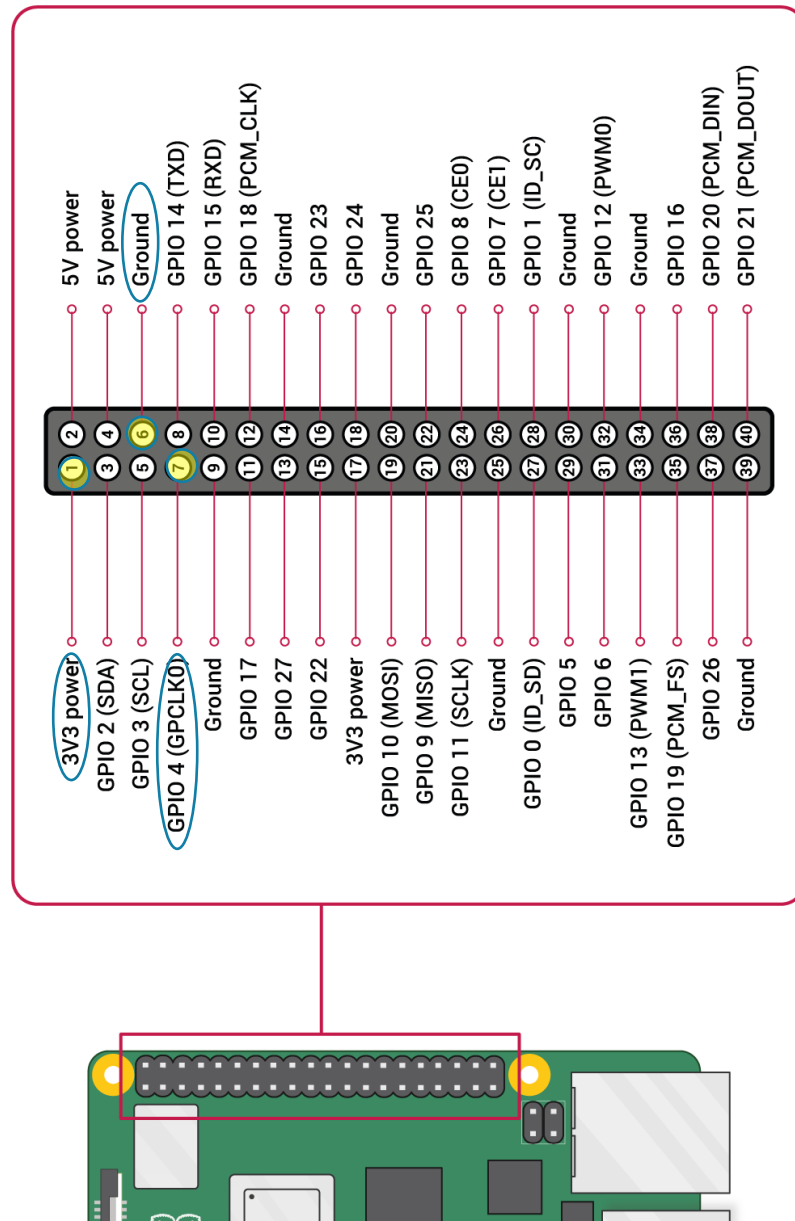 5V power
5V power
Ground
GPIO 14 (TXD)
GPIO 15 (RXD)
GPIO 18 (PCM_CLK)
Ground
GPIO 23
GPIO 24
Ground
GPIO 25
GPIO 8 (CE0)
GPIO 7 (CE1)
GPIO 1 (ID_SC)
Ground
GPIO 12 (PWM0)
Ground
GPIO 16
GPIO 20 (PCM_DIN)
GPIO 21 (PCM_DOUT)
2 4 6 8 10 12 14 16 18 20 22 24 26 28 30 32 34 36 38 40
1 3 5 7 9 11 13 15 17 19 21 23 25 27 29 31 33 35 37 39
3V3 power
GPIO 2 (SDA)
GPIO 3 (SCL)
GPIO 4 (GPCLK0)
Ground
GPIO 17
GPIO 27
GPIO 22
3V3 power
GPIO 10 (MOSI)
GPIO 9 (MISO)
GPIO 11 (SCLK)
Ground
GPIO 0 (ID_SD)
GPIO 5
GPIO 6
GPIO 13 (PWM1)
GPIO 19 (PCM_FS)
GPIO 26
Ground